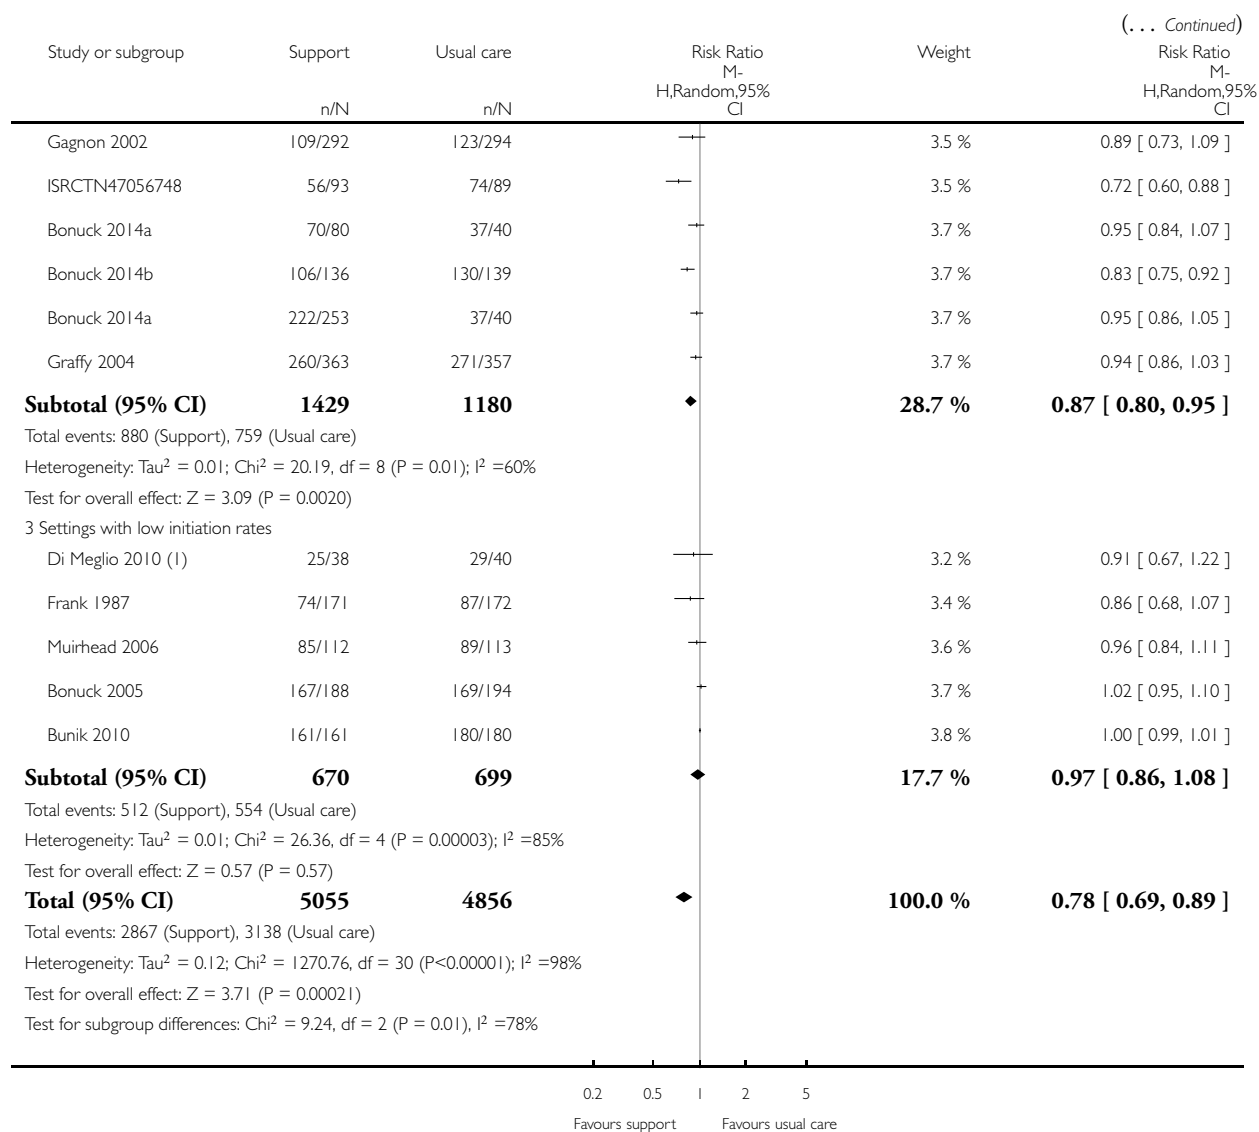 (... Continued)
Study or subgroup Support Usual care Risk Ratio Weight Risk Ratio
M- M-
H,Random,95% H,Random,95%
n/N n/N CI CI
Gagnon 2002 109/292 123/294 3.5 % 0.89 [ 0.73, 1.09 ]
ISRCTN47056748 56/93 74/89 3.5 % 0.72 [ 0.60, 0.88 ]
Bonuck 2014a 70/80 37/40 3.7 % 0.95 [ 0.84, 1.07 ]
Bonuck 2014b 106/136 130/139 3.7 % 0.83 [ 0.75, 0.92 ]
Bonuck 2014a 222/253 37/40 3.7 % 0.95 [ 0.86, 1.05 ]
Graffy 2004 260/363 271/357 3.7 % 0.94 [ 0.86, 1.03 ]
Subtotal (95% CI) 1429 1180 28.7 % 0.87 [ 0.80, 0.95 ]
Total events: 880 (Support), 759 (Usual care)
Heterogeneity: Tau² = 0.01; Chi² = 20.19, df = 8 (P = 0.01); I² =60%
Test for overall effect: Z = 3.09 (P = 0.0020)
3 Settings with low initiation rates
Di Meglio 2010 (1) 25/38 29/40 3.2 % 0.91 [ 0.67, 1.22 ]
Frank 1987 74/171 87/172 3.4 % 0.86 [ 0.68, 1.07 ]
Muirhead 2006 85/112 89/113 3.6 % 0.96 [ 0.84, 1.11 ]
Bonuck 2005 167/188 169/194 3.7 % 1.02 [ 0.95, 1.10 ]
Bunik 2010 161/161 180/180 3.8 % 1.00 [ 0.99, 1.01 ]
Subtotal (95% CI) 670 699 17.7 % 0.97 [ 0.86, 1.08 ]
Total events: 512 (Support), 554 (Usual care)
Heterogeneity: Tau² = 0.01; Chi² = 26.36, df = 4 (P = 0.00003); I² =85%
Test for overall effect: Z = 0.57 (P = 0.57)
Total (95% CI) 5055 4856 100.0 % 0.78 [ 0.69, 0.89 ]
Total events: 2867 (Support), 3138 (Usual care)
Heterogeneity: Tau² = 0.12; Chi² = 1270.76, df = 30 (P<0.00001); I² =98%
Test for overall effect: Z = 3.71 (P = 0.00021)
Test for subgroup differences: Chi² = 9.24, df = 2 (P = 0.01), I² =78%
0.2 0.5 1 2 5
Favours support Favours usual care